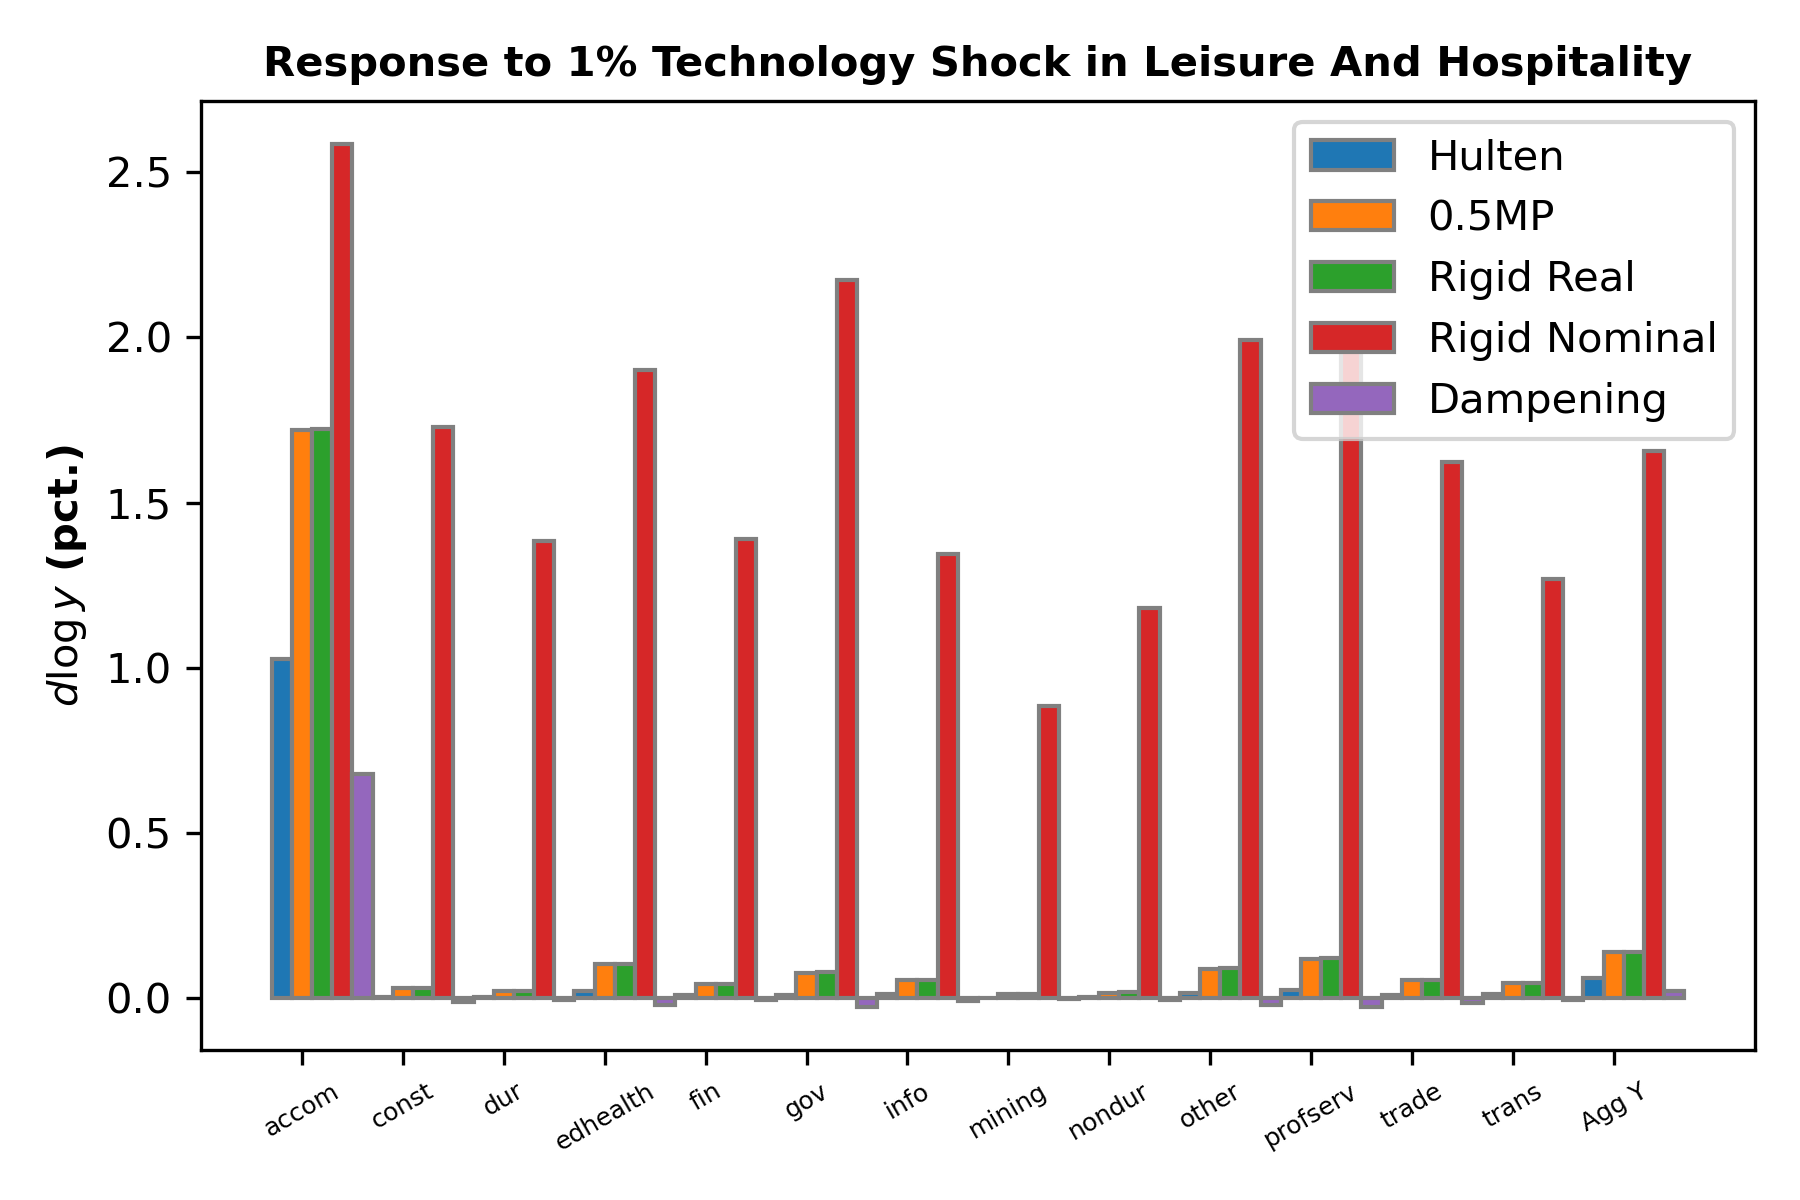 Response to 1% Technology Shock in Leisure And Hospitality
d log y (pct.)
2.5
2.0
1.5
1.0
0.5
0.0
Hulten
0.5MP
Rigid Real
Rigid Nominal
Dampening
accom const dur edhealth fin gov info mining nondur other profserv trade trans Agg Y